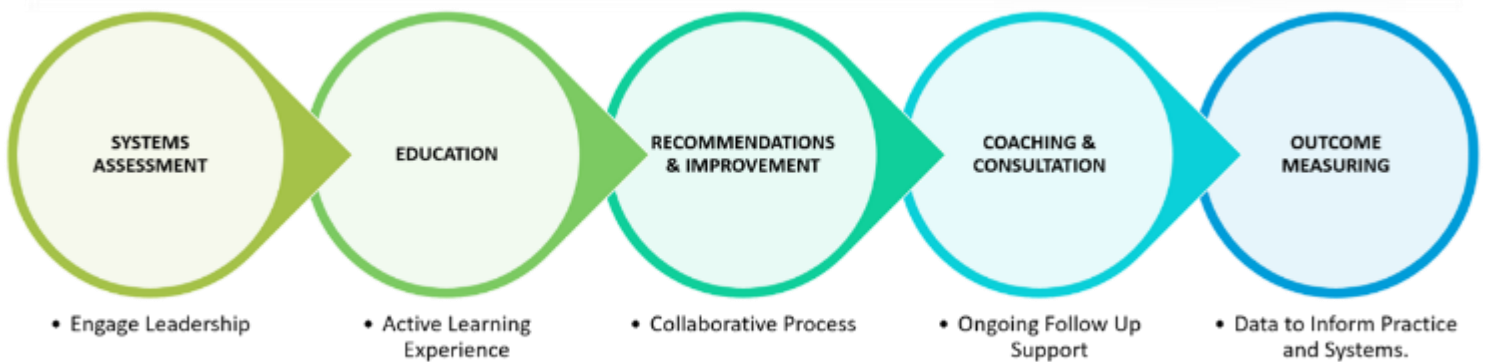 SYSTEMS
ASSESSMENT
EDUCATION
RECOMMENDATIONS
& IMPROVEMENT
COACHING &
CONSULTATION
OUTCOME
MEASURING
• Engage Leadership
• Active Learning
Experience
• Collaborative Process
• Ongoing Follow Up
Support
• Data to Inform Practice
and Systems.